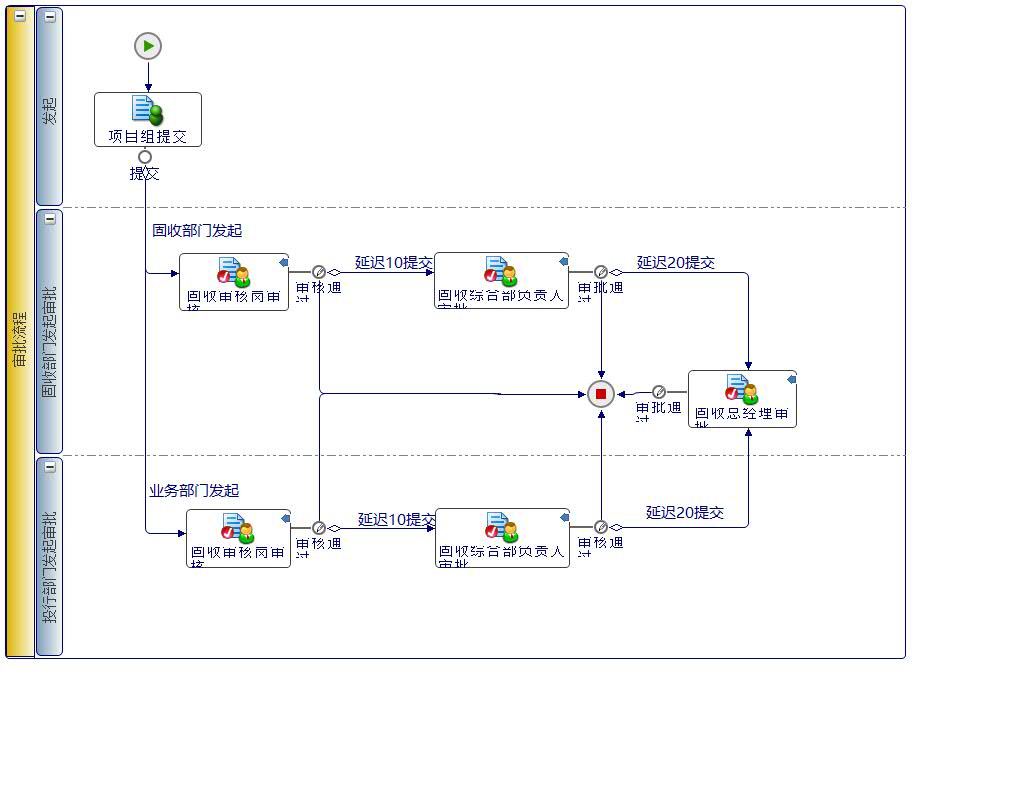 审批流程
发起
项目组提交
提交
固收部门发起审批
固收部门发起
固收审核岗审
核
审核通
过
延迟10提交
固收综合部负责人
审批
审批通
过
延迟20提交
固收总经理审
批
审批通
过
投行部门发起审批
业务部门发起
固收审核岗审
核
审核通
过
延迟10提交
固收综合部负责人
审批
审核通
过
延迟20提交